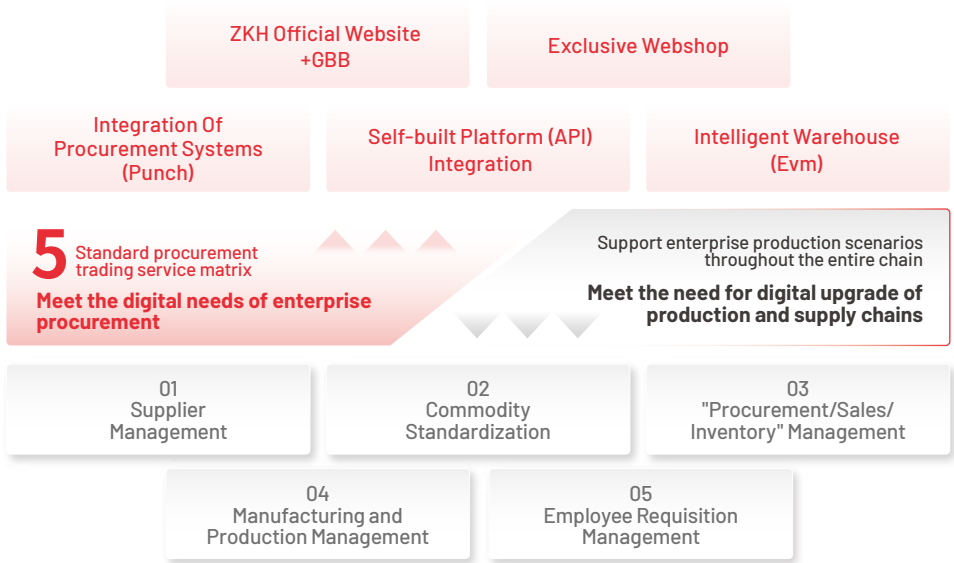 ZKH Official Website
+GBB
Exclusive Webshop
Integration Of
Procurement Systems
(Punch)
Self-built Platform (API)
Integration
Intelligent Warehouse
(Evm)
5 Standard procurement
trading service matrix
Meet the digital needs of enterprise
procurement
Support enterprise production scenarios
throughout the entire chain
Meet the need for digital upgrade of
production and supply chains
01
Supplier
Management
02
Commodity
Standardization
03
"Procurement/Sales/
Inventory" Management
04
Manufacturing and
Production Management
05
Employee Requisition
Management